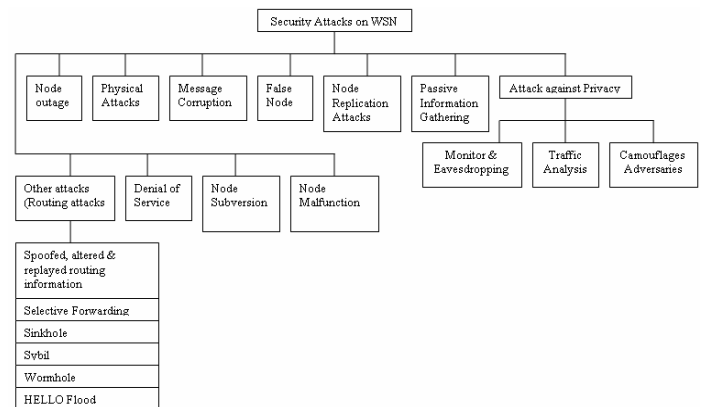 Security Attacks on WSN
Node
outage
Physical
Attacks
Message
Corruption
False
Node
Node
Replication
Attacks
Passive
Information
Gathering
Attack against Privacy
Monitor &
Eavesdropping
Traffic
Analysis
Camouflages
Adversaries
Other attacks
(Routing attacks
Denial of
Service
Node
Subversion
Node
Malfunction
Spoofed, altered &
replayed routing
information
Selective Forwarding
Sinkhole
Sybil
Wormhole
HELLO Flood